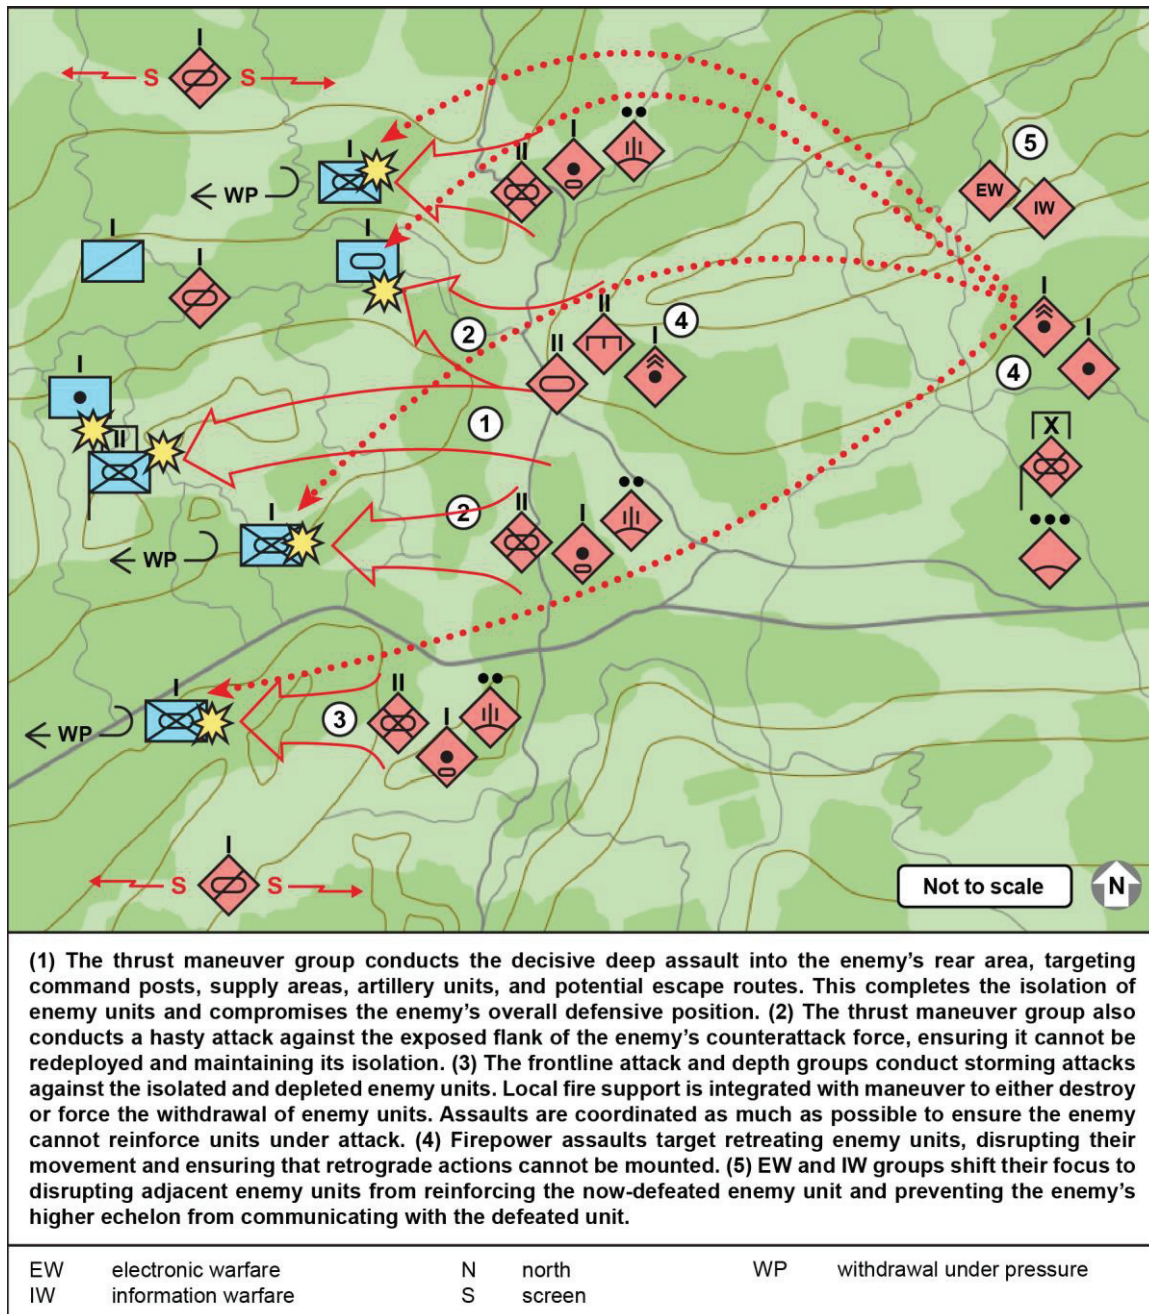 I
S
S
I
WP
I
II
I
5
EW
IW
I
I
I
2
II
II
I
4
I
I
4
I
II
1
X
WP
I
2
II
I
WP
I
3
II
I
I
S
S
Not to scale
N
(1) The thrust maneuver group conducts the decisive deep assault into the enemy's rear area, targeting
command posts, supply areas, artillery units, and potential escape routes. This completes the isolation of
enemy units and compromises the enemy's overall defensive position. (2) The thrust maneuver group also
conducts a hasty attack against the exposed flank of the enemy's counterattack force, ensuring it cannot be
redeployed and maintaining its isolation. (3) The frontline attack and depth groups conduct storming attacks
against the isolated and depleted enemy units. Local fire support is integrated with maneuver to either destroy
or force the withdrawal of enemy units. Assaults are coordinated as much as possible to ensure the enemy
cannot reinforce units under attack. (4) Firepower assaults target retreating enemy units, disrupting their
movement and ensuring that retrograde actions cannot be mounted. (5) EW and IW groups shift their focus to
disrupting adjacent enemy units from reinforcing the now-defeated enemy unit and preventing the enemy's
higher echelon from communicating with the defeated unit.
EW electronic warfare N north WP withdrawal under pressure
IW information warfare S screen